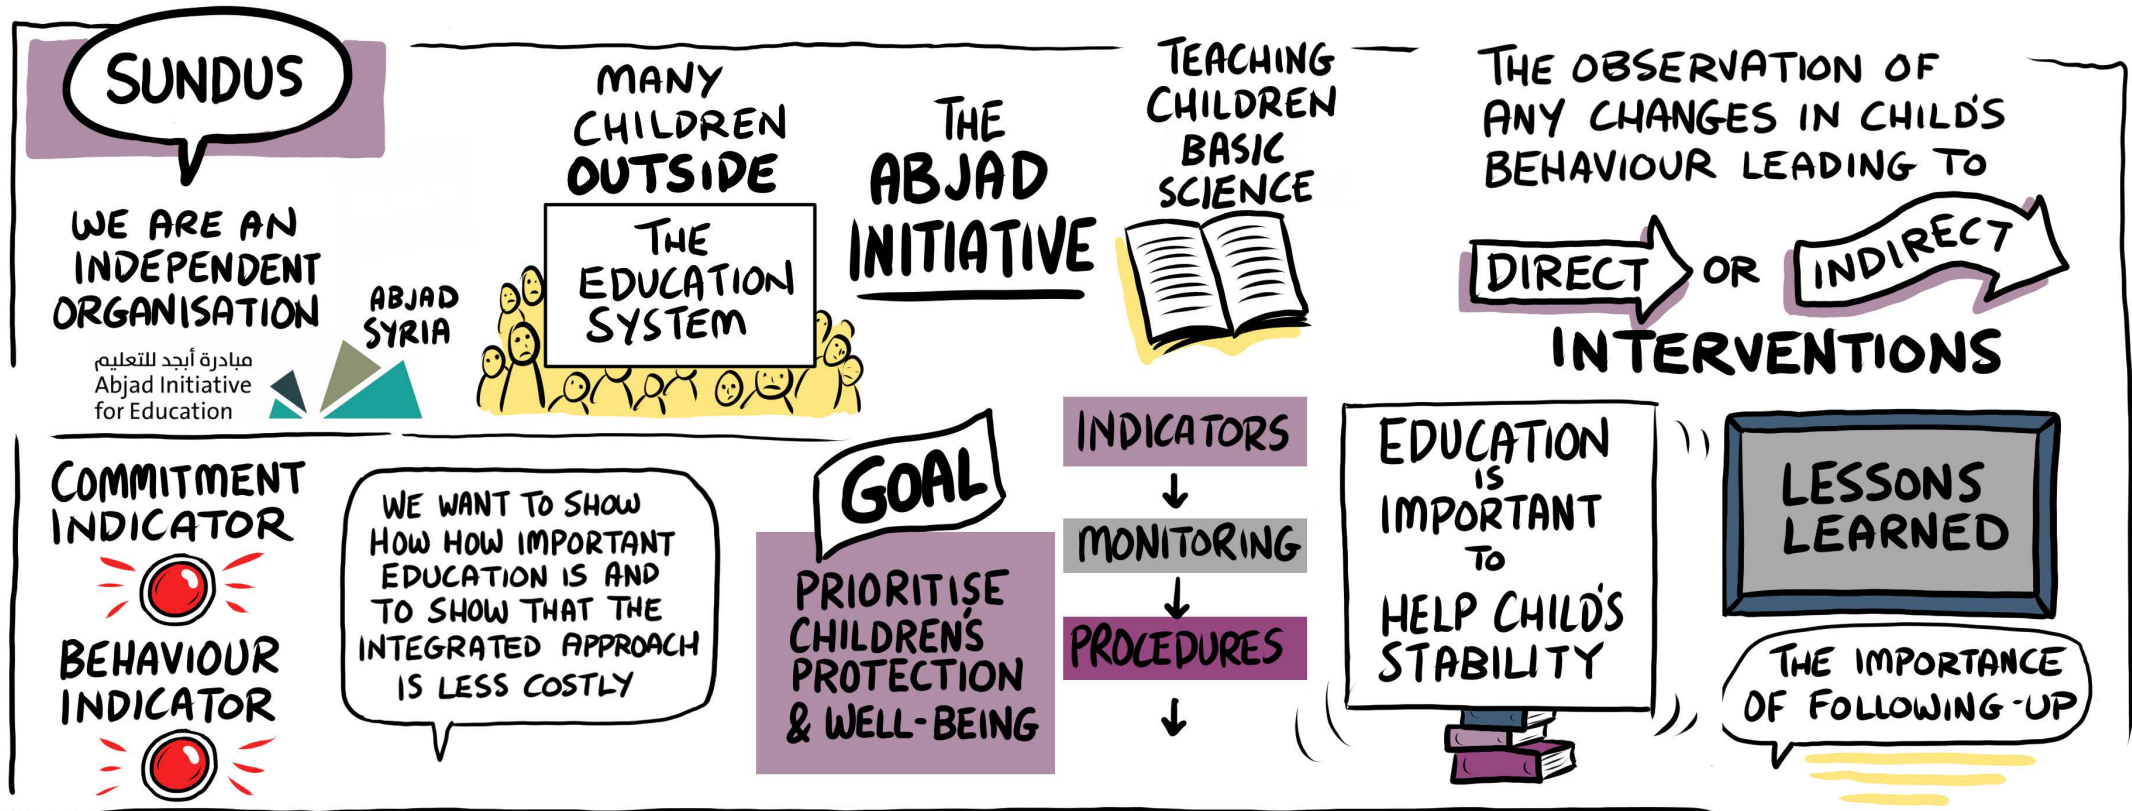 SUNDUS
WE ARE AN
INDEPENDENT
ORGANISATION
ABJAD
SYRIA
مبادرة أبجد للتعليم
Abjad Initiative
for Education
MANY
CHILDREN
OUTSIDE
THE
EDUCATION
SYSTEM
THE
ABJAD
INITIATIVE
TEACHING
CHILDREN
BASIC
SCIENCE
THE OBSERVATION OF
ANY CHANGES IN CHILD'S
BEHAVIOUR LEADING TO
DIRECT OR INDIRECT
INTERVENTIONS
COMMITMENT
INDICATOR
BEHAVIOUR
INDICATOR
WE WANT TO SHOW
HOW HOW IMPORTANT
EDUCATION IS AND
TO SHOW THAT THE
INTEGRATED APPROACH
IS LESS COSTLY
GOAL
PRIORITISE
CHILDREN'S
PROTECTION
& WELL-BEING
INDICATORS
MONITORING
PROCEDURES
EDUCATION
IS
IMPORTANT
TO
HELP CHILD'S
STABILITY
LESSONS
LEARNED
THE IMPORTANCE
OF FOLLOWING-UP